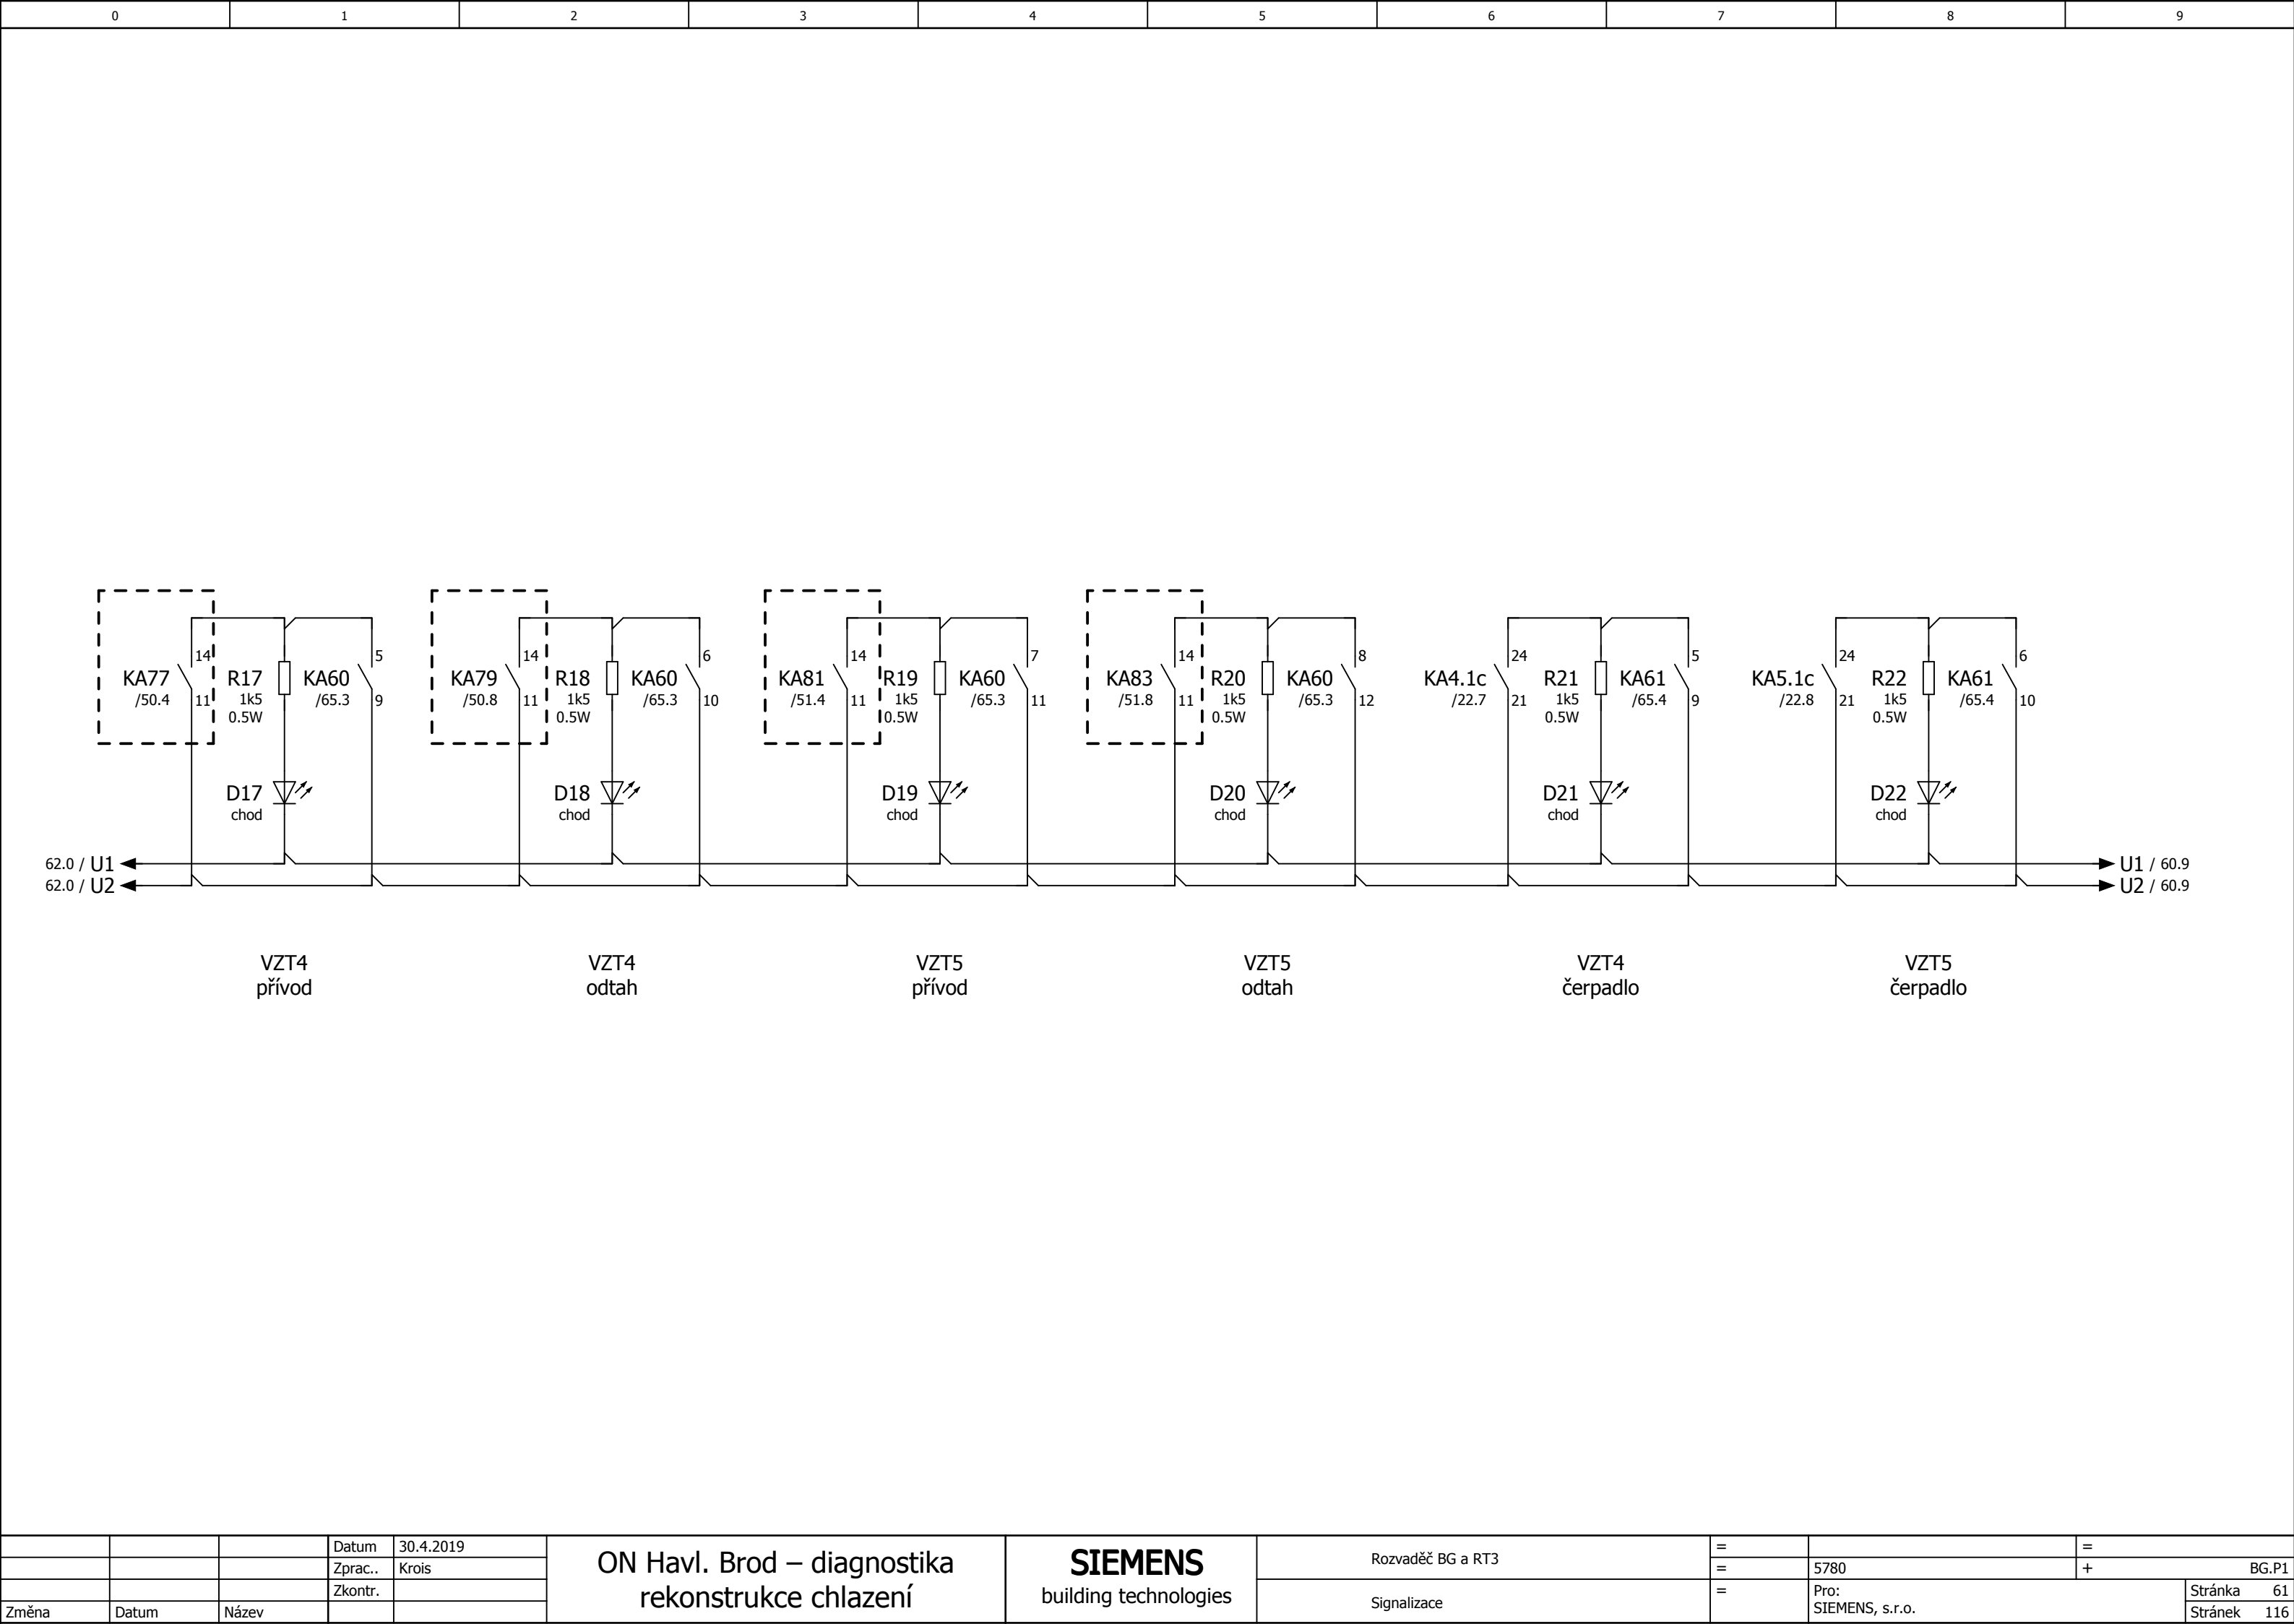 0 1 2 3 4 5 6 7 8 9
14 5 14 6 14 7 14 8 24 5 24 6
KA77 R17 KA60 KA79 R18 KA60 KA81 R19 KA60 KA83 R20 KA60 KA4.1c R21 KA61 KA5.1c R22 KA61
/50.4 11 1k5 /65.3 9 /50.8 11 1k5 /65.3 10 /51.4 11 1k5 /65.3 11 /51.8 11 1k5 /65.3 12 /22.7 21 1k5 /65.4 9 /22.8 21 1k5 /65.4 10
0.5W 0.5W 0.5W 0.5W 0.5W 0.5W
D17 D18 D19 D20 D21 D22
chod chod chod chod chod chod
62.0 / U1 U1 / 60.9
62.0 / U2 U2 / 60.9
VZT4 VZT4 VZT5 VZT5 VZT4 VZT5
přívod odtah přívod odtah čerpadlo čerpadlo
Datum 30.4.2019
Zprac.. Krois
Zkontr.
Změna Datum Název
ON Havl. Brod – diagnostika
rekonstrukce chlazení
SIEMENS
building technologies
Rozvaděč BG a RT3
Signalizace
= =
= 5780 + BG.P1
= Pro:
SIEMENS, s.r.o.
Stránka 61
Stránek 116